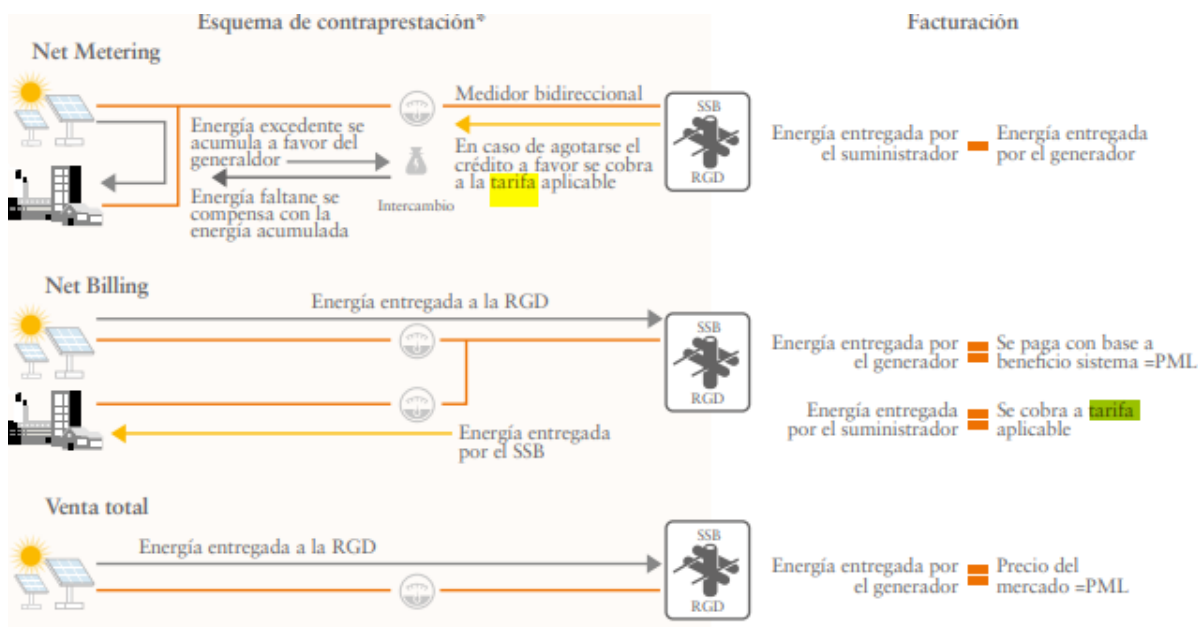 Esquema de contraprestación*
Facturación
Net Metering
Medidor bidireccional
Energía excedente se
acumula a favor del
generaldor
Energía faltane se
compensa con la
energía acumulada
Intercambio
En caso de agotarse el
crédito a favor se cobra
a la tarifa aplicable
SSB
RGD
Energía entregada por
el suministrador
Energía entregada
por el generador
Net Billing
Energía entregada a la RGD
Energía entregada
por el SSB
SSB
RGD
Energía entregada por
el generador
Se paga con base a
beneficio sistema =PML
Energía entregada
por el suministrador
Se cobra a tarifa
aplicable
Venta total
Energía entregada a la RGD
SSB
RGD
Energía entregada por
el generador
Precio del
mercado =PML